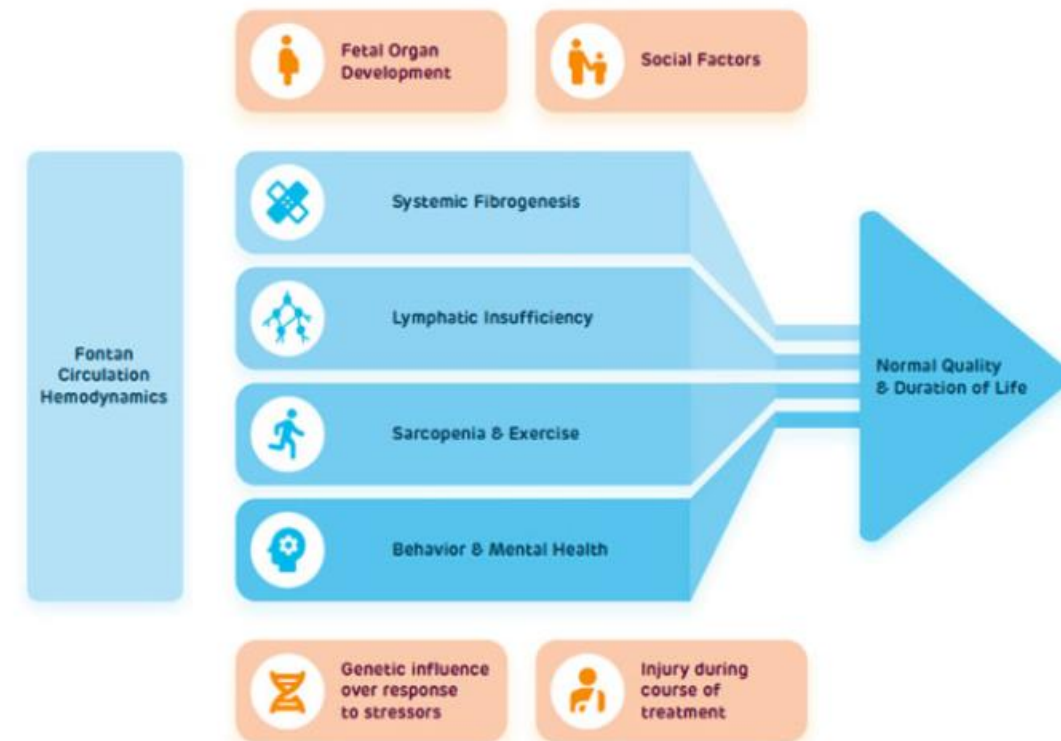 Fetal Organ
Development
Social Factors
Fontan
Circulation
Hemodynamics
Systemic Fibrogenesis
Lymphatic Insufficiency
Sarcopenia & Exercise
Behavior & Mental Health
Normal Quality
& Duration of Life
Genetic influence
over response
to stressors
Injury during
course of
treatment